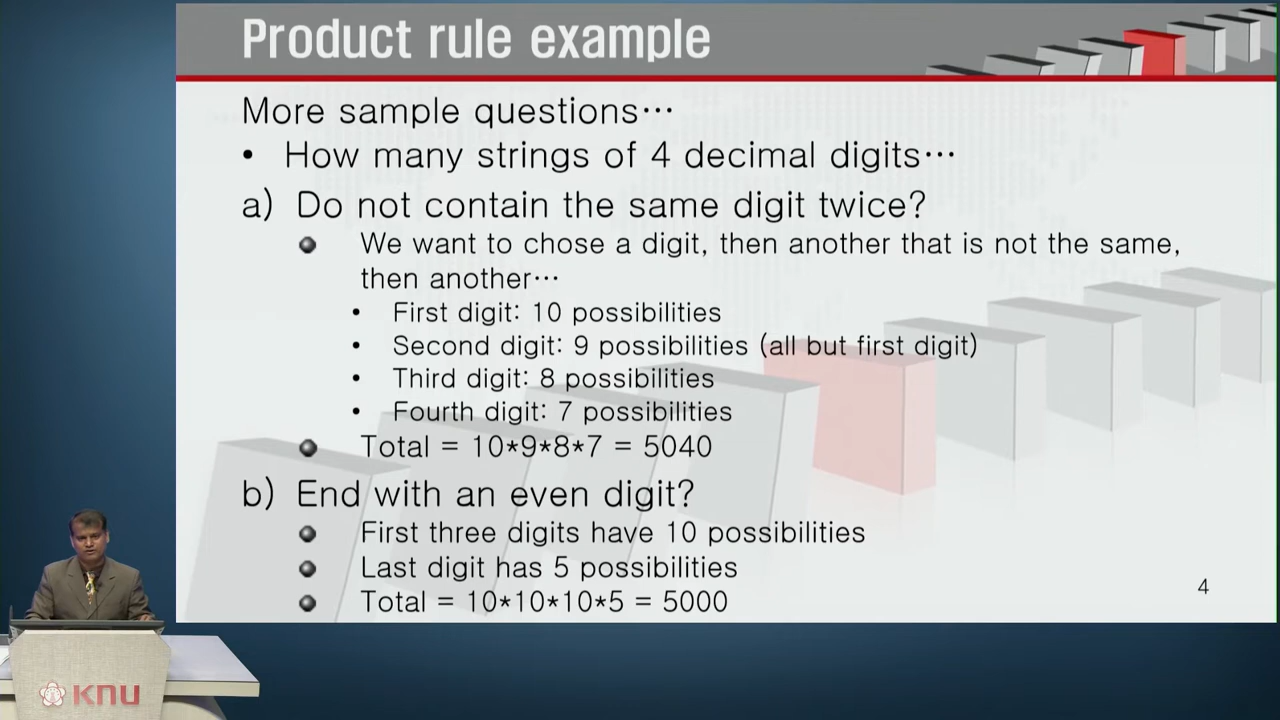 Product rule example
More sample questions…
• How many strings of 4 decimal digits…
a) Do not contain the same digit twice?
We want to chose a digit, then another that is not the same,
then another…
• First digit: 10 possibilities
• Second digit: 9 possibilities (all but first digit)
• Third digit: 8 possibilities
• Fourth digit: 7 possibilities
Total = 10*9*8*7 = 5040
b) End with an even digit?
First three digits have 10 possibilities
Last digit has 5 possibilities
Total = 10*10*10*5 = 5000
4
KNU